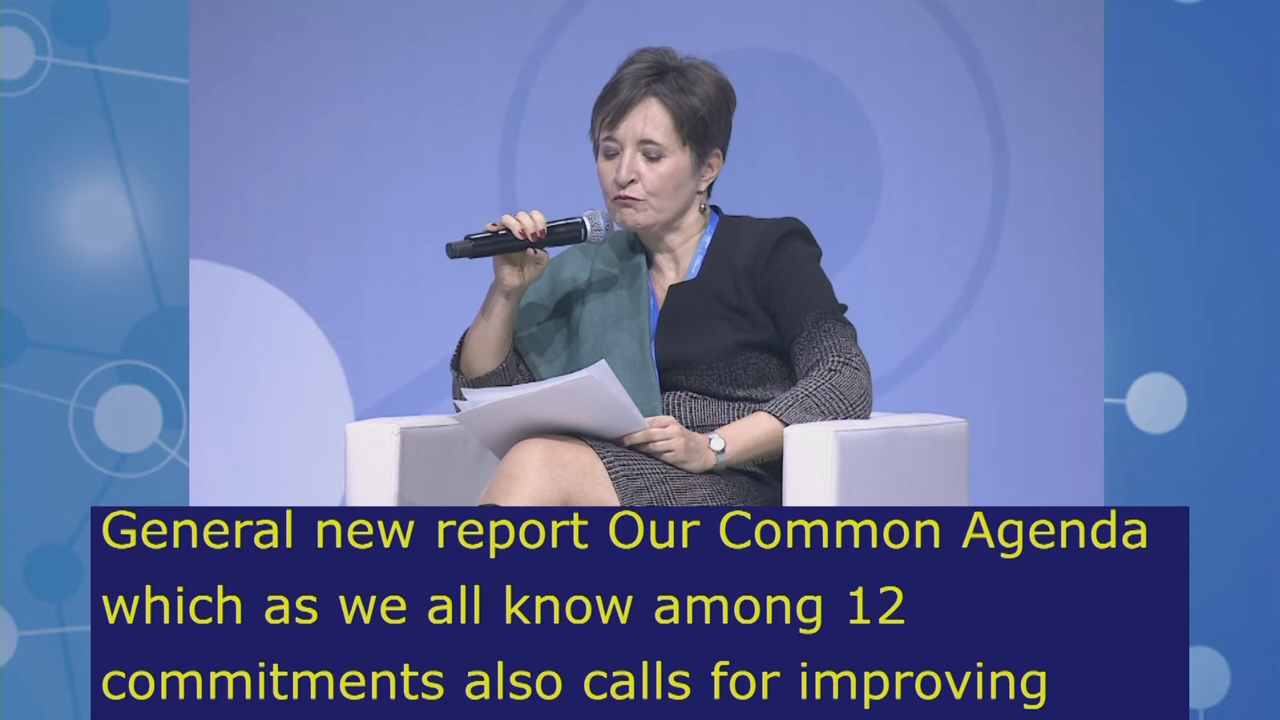 General new report Our Common Agenda
which as we all know among 12
commitments also calls for improving